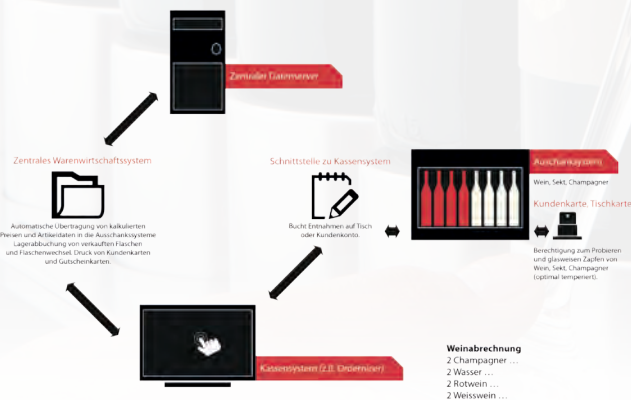 Zentraler Datenserver
Zentrales Warenwirtschaftssystem
Automatische Übertragung von kalkulierten
Preisen und Artikeldaten in die Ausschanksysteme
Lagerabbuchung von verkauften Flaschen
und Flaschenwechsel. Druck von Kundenkarten
und Gutscheinkarten.
Schnittstelle zu Kassensystem
Bucht Entnahmen auf Tisch
oder Kundenkonto.
Ausschanksystem
Wein, Sekt, Champagner
Kundenkarte, Tischkarte
Berechtigung zum Probieren
und glasweisen Zapfen von
Wein, Sekt, Champagner
(optimal temperiert).
Kassensystem (z.B. Orderminer)
Weinabrechnung
2 Champagner ...
2 Wasser ...
2 Rotwein ...
2 Weisswein ...